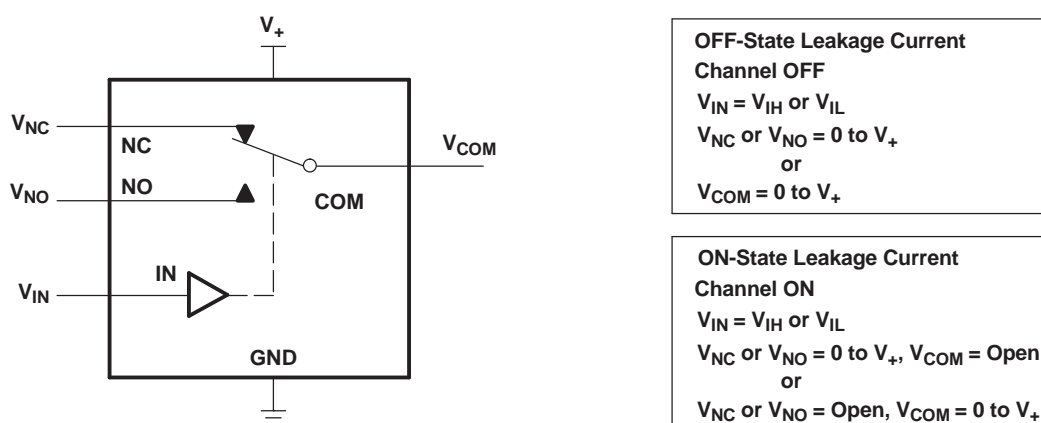 V+
VNC
NC
VCOM
VNO
NO
COM
IN
VIN
GND
OFF-State Leakage Current
Channel OFF
VIN = VIH or VIL
VNC or VNO = 0 to V+
or
VCOM = 0 to V+
ON-State Leakage Current
Channel ON
VIN = VIH or VIL
VNC or VNO = 0 to V+, VCOM = Open
or
VNC or VNO = Open, VCOM = 0 to V+